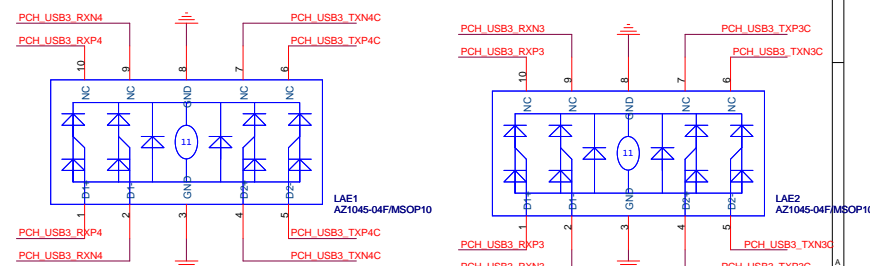 PCH_USB3_RXN4
PCH_USB3_TXN4C
PCH_USB3_RXP4
PCH_USB3_TXP4C
10
9
8
7
6
NC
NC
GND
NC
NC
11
D1+
D1-
GND
D2+
D2-
LAE1
AZ1045-04F/MSOP10
1
2
3
4
5
PCH_USB3_RXP4
PCH_USB3_TXP4C
PCH_USB3_RXN4
PCH_USB3_TXN4C
PCH_USB3_RXN3
PCH_USB3_TXP3C
PCH_USB3_RXP3
PCH_USB3_TXN3C
10
9
8
7
6
NC
NC
GND
NC
NC
11
D1+
D1-
GND
D2+
D2-
LAE2
AZ1045-04F/MSOP10
1
2
3
4
5
PCH_USB3_RXP3
PCH_USB3_TXN3C
PCH_USB3_RXN3
PCH_USB3_TXP3C
A